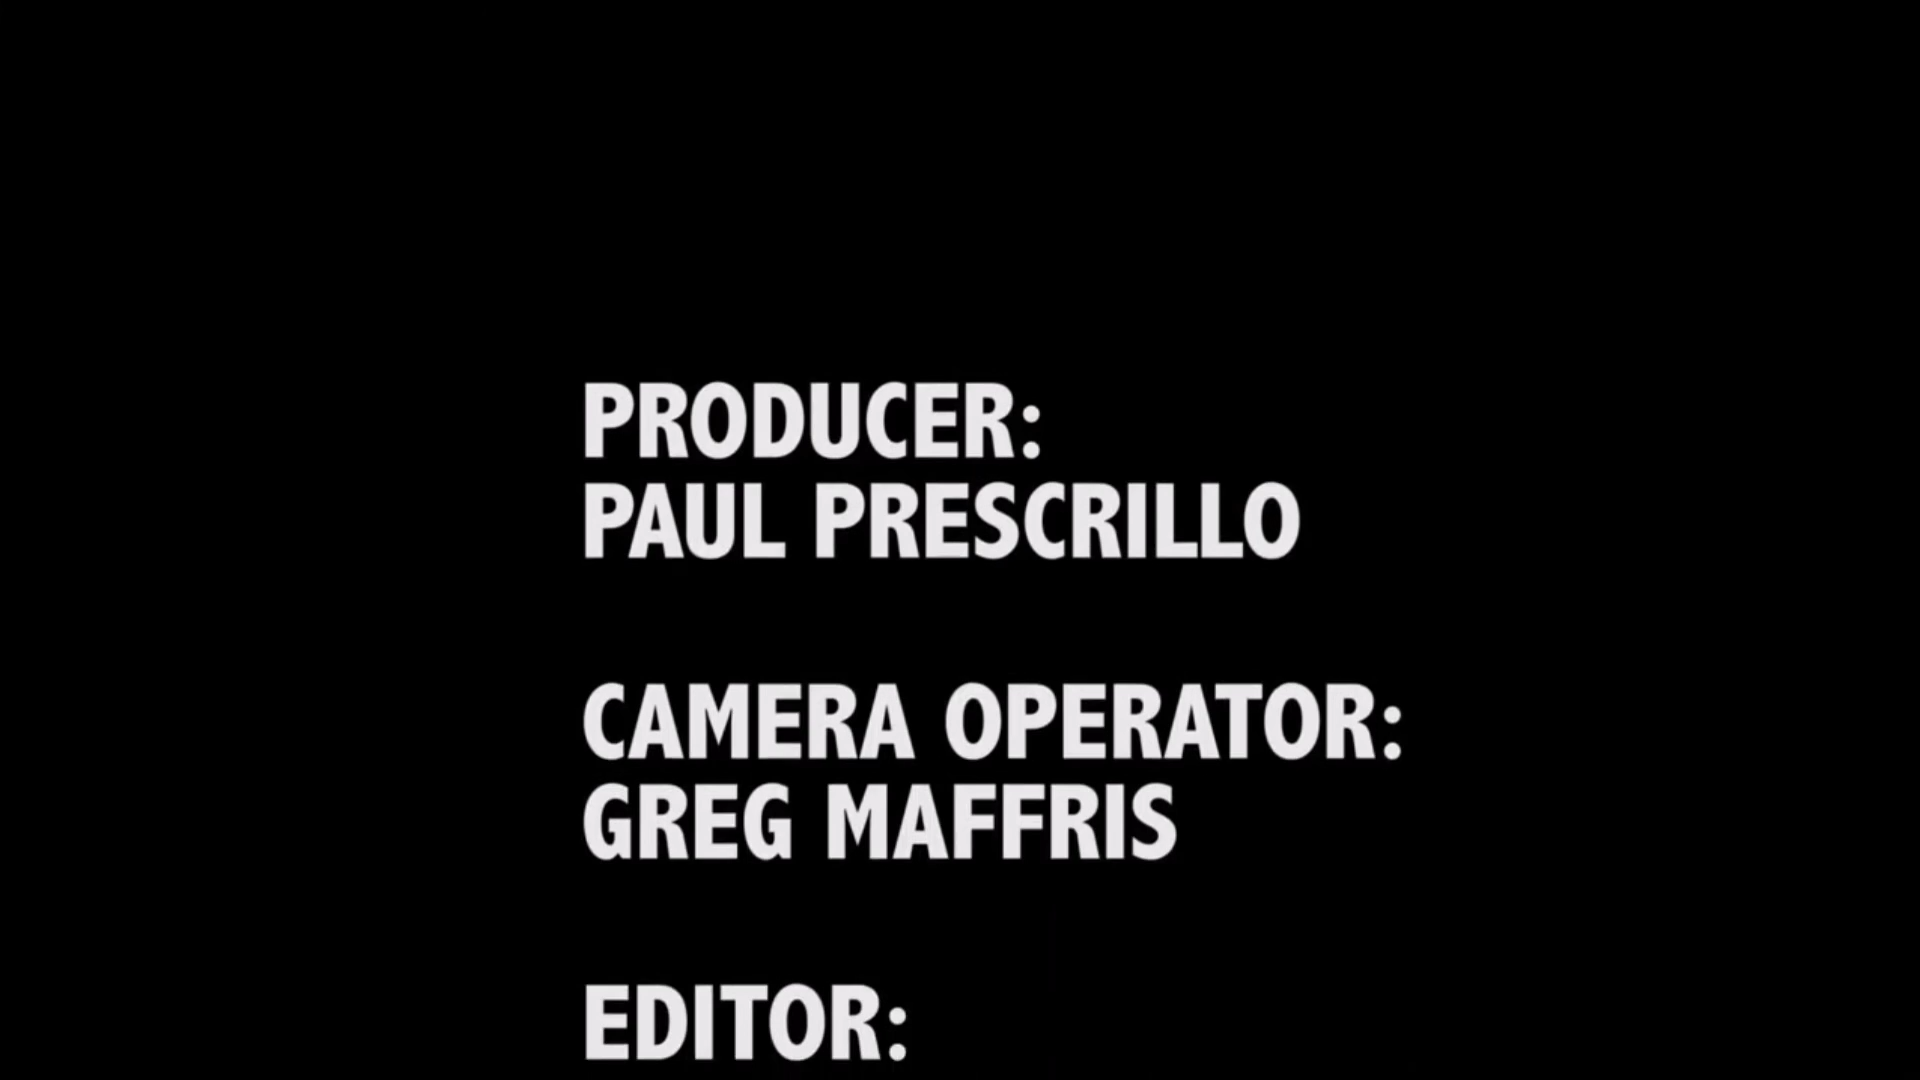 PRODUCER:
PAUL PRESCRILLO
CAMERA OPERATOR:
GREG MAFFRIS
EDITOR: